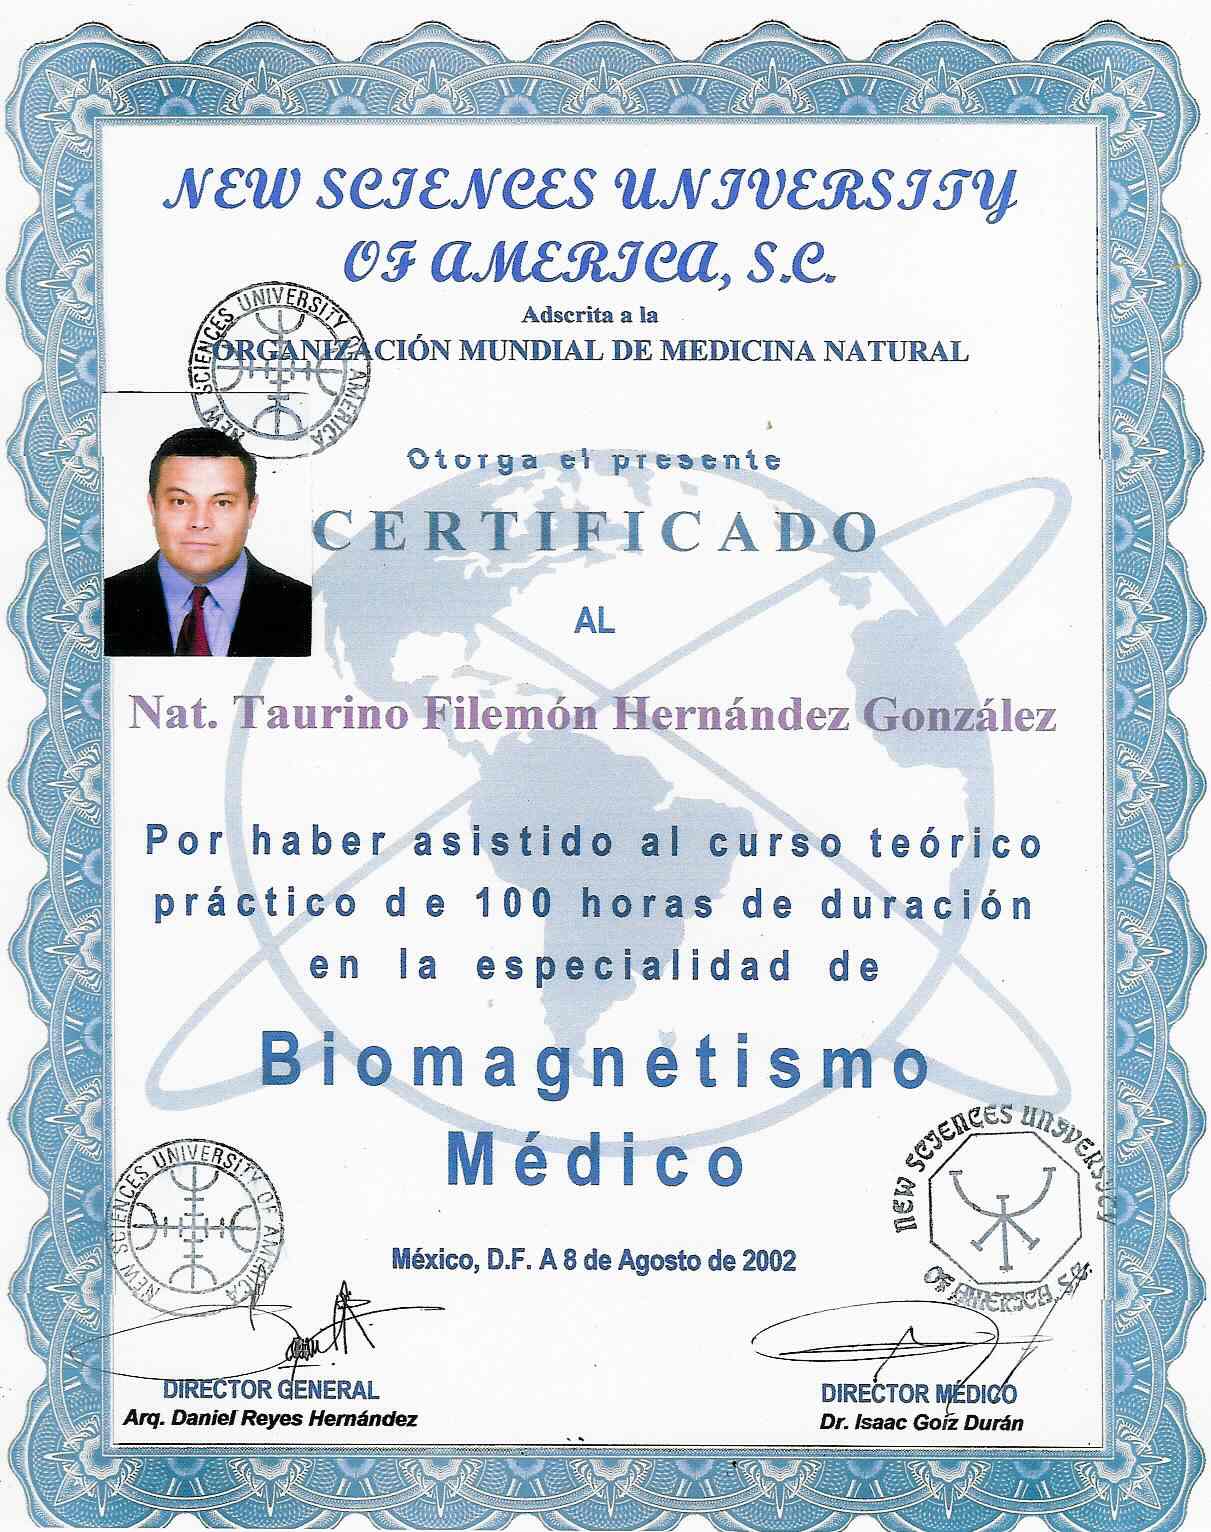 NEW SCIENCES UNIVERSITY
OF AMERICA, S.C.
Adscrita a la
ORGANIZACIÓN MUNDIAL DE MEDICINA NATURAL
NEW SCIENCES UNIVERSITY OF AMERICA
Otorga el presente
CERTIFICADO
AL
Nat. Taurino Filemón Hernández González
Por haber asistido al curso teórico
práctico de 100 horas de duración
en la especialidad de
Biomagnetismo
Médico
NEW SCIENCES UNIVERSITY OF AMERICA
NEW SCIENCES UNIVERSITY
OF AMERICA, S.C.
México, D.F. A 8 de Agosto de 2002
DIRECTOR GENERAL
Arq. Daniel Reyes Hernández
DIRECTOR MÉDICO
Dr. Isaac Goíz Durán